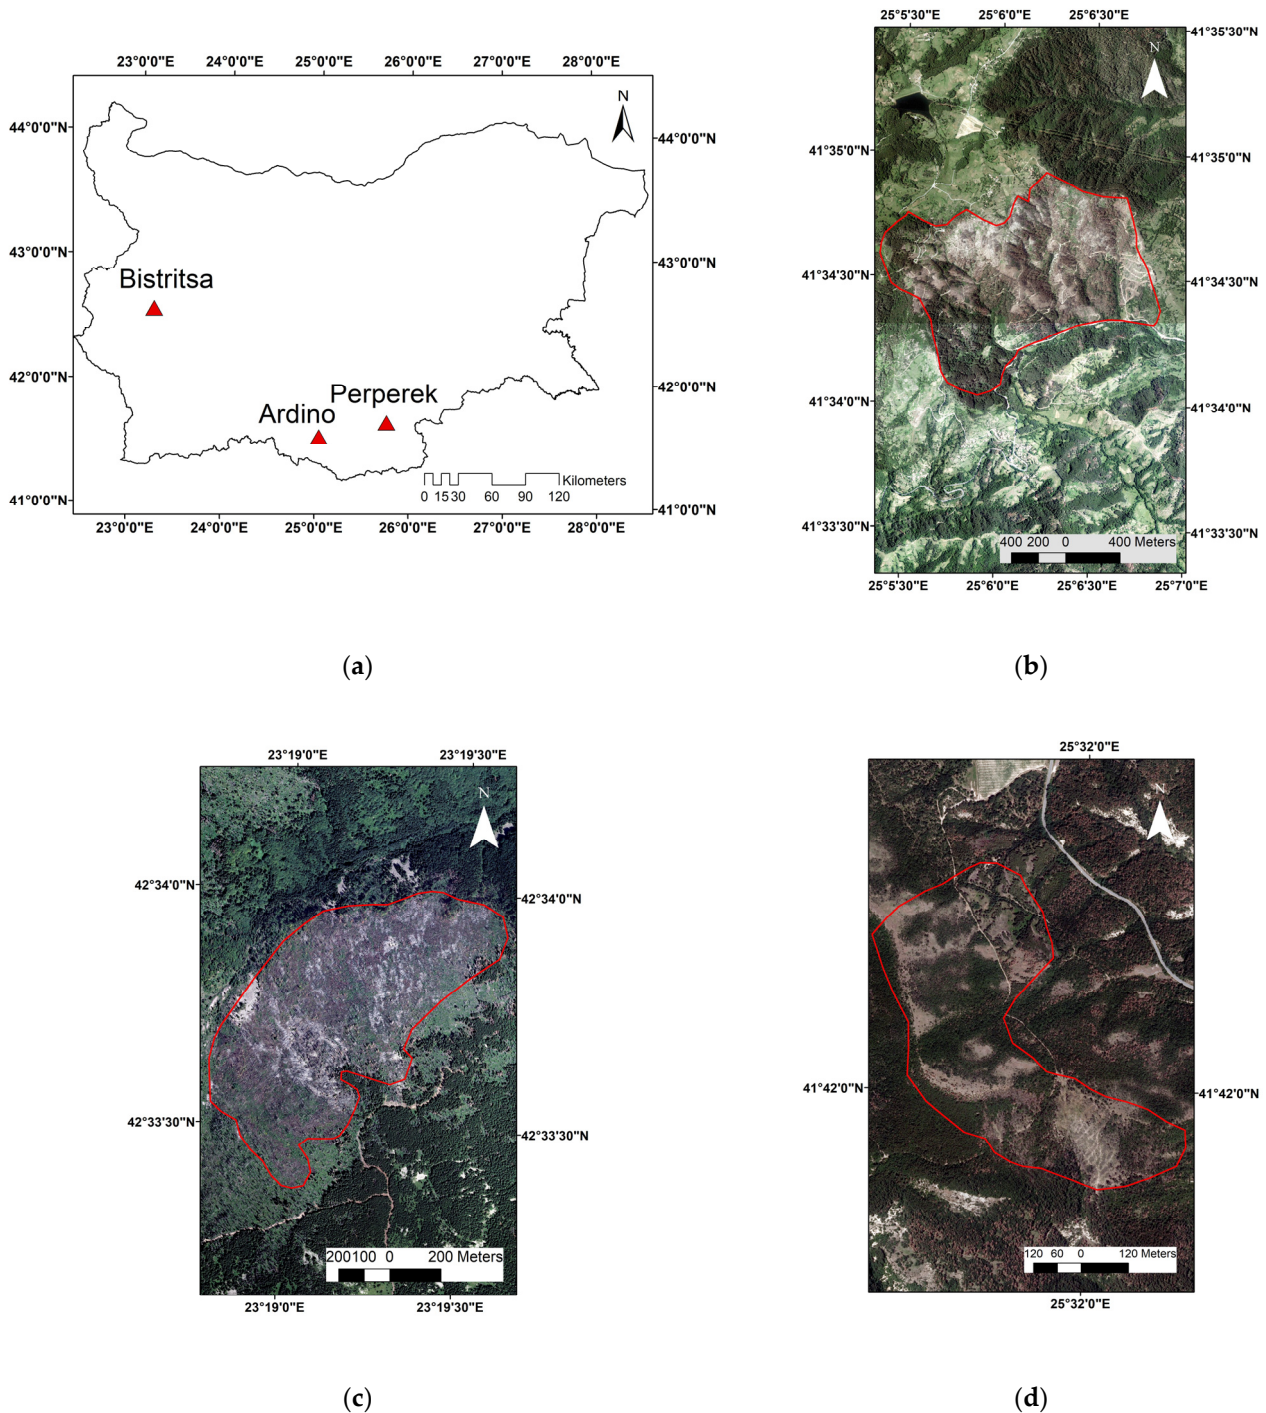 23°0'0"E 24°0'0"E 25°0'0"E 26°0'0"E 27°0'0"E 28°0'0"E
N
44°0'0"N
44°0'0"N
43°0'0"N
43°0'0"N
Bistritsa
42°0'0"N
42°0'0"N
Perperek
Ardino
Kilometers
0 15 30 60 90 120
41°0'0"N
41°0'0"N
23°0'0"E 24°0'0"E 25°0'0"E 26°0'0"E 27°0'0"E 28°0'0"E
(a)
25°5'30"E 25°6'0"E 25°6'30"E
41°35'30"N
N
41°35'0"N
41°35'0"N
41°34'30"N
41°34'30"N
41°34'0"N
41°34'0"N
41°33'30"N
41°33'30"N
400 200 0 400 Meters
25°5'30"E 25°6'0"E 25°6'30"E 25°7'0"E
(b)
23°19'0"E 23°19'30"E
N
42°34'0"N
42°34'0"N
42°33'30"N
42°33'30"N
200100 0 200 Meters
23°19'0"E 23°19'30"E
(c)
25°32'0"E
N
41°42'0"N
41°42'0"N
120 60 0 120 Meters
25°32'0"E
(d)